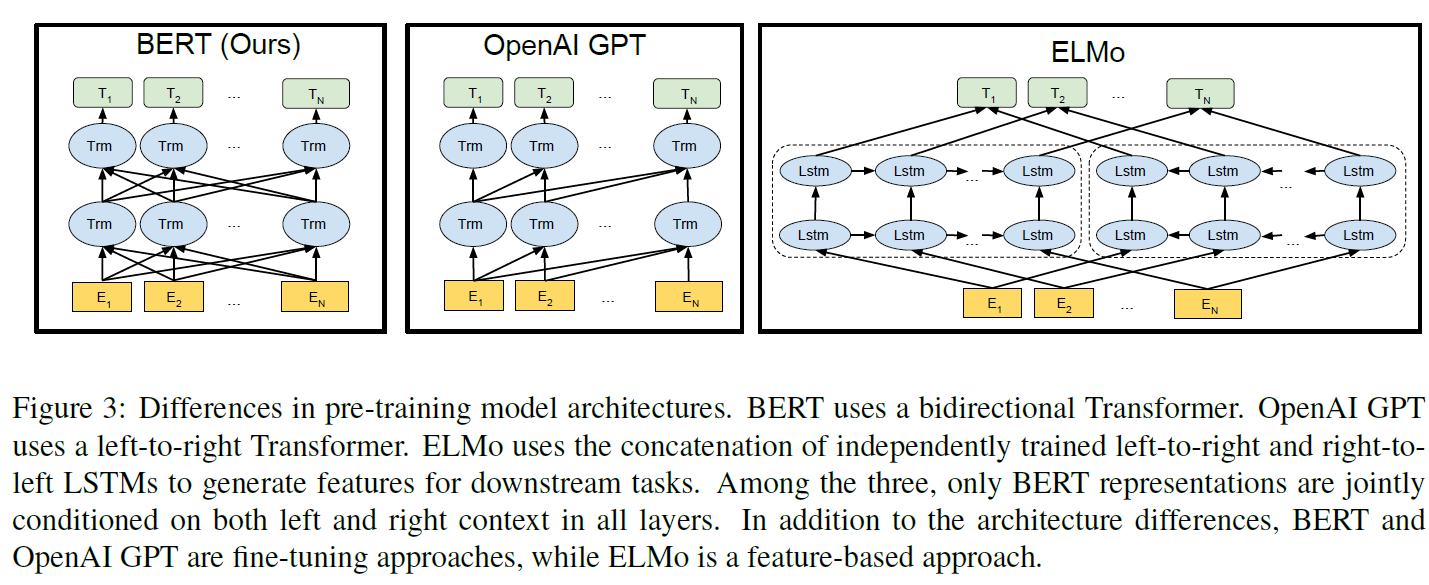 BERT (Ours)
T1 T2 ... TN
Trm Trm ... Trm
Trm Trm ... Trm
E1 E2 ... EN
OpenAI GPT
T1 T2 ... TN
Trm Trm ... Trm
Trm Trm ... Trm
E1 E2 ... EN
ELMo
T1 T2 ... TN
Lstm Lstm ... Lstm Lstm Lstm ... Lstm
Lstm Lstm ... Lstm Lstm Lstm ... Lstm
E1 E2 ... EN
Figure 3: Differences in pre-training model architectures. BERT uses a bidirectional Transformer. OpenAI GPT
uses a left-to-right Transformer. ELMo uses the concatenation of independently trained left-to-right and right-to-
left LSTMs to generate features for downstream tasks. Among the three, only BERT representations are jointly
conditioned on both left and right context in all layers. In addition to the architecture differences, BERT and
OpenAI GPT are fine-tuning approaches, while ELMo is a feature-based approach.